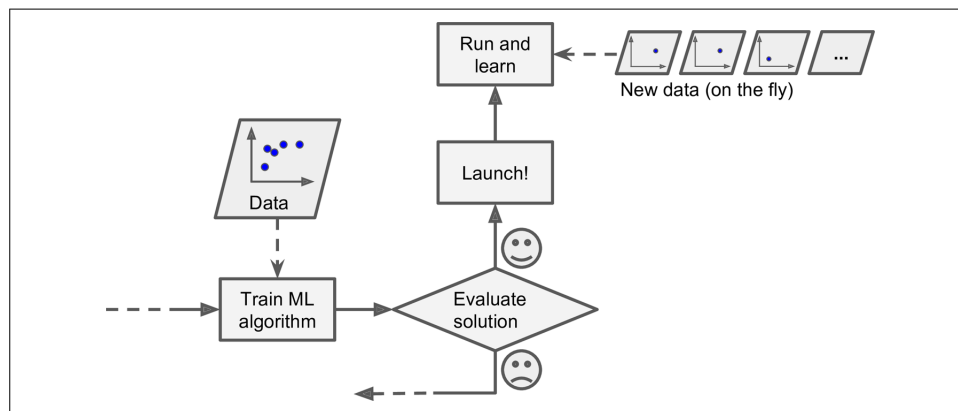 Run and
learn
...
New data (on the fly)
Launch!
Data
Train ML
algorithm
Evaluate
solution